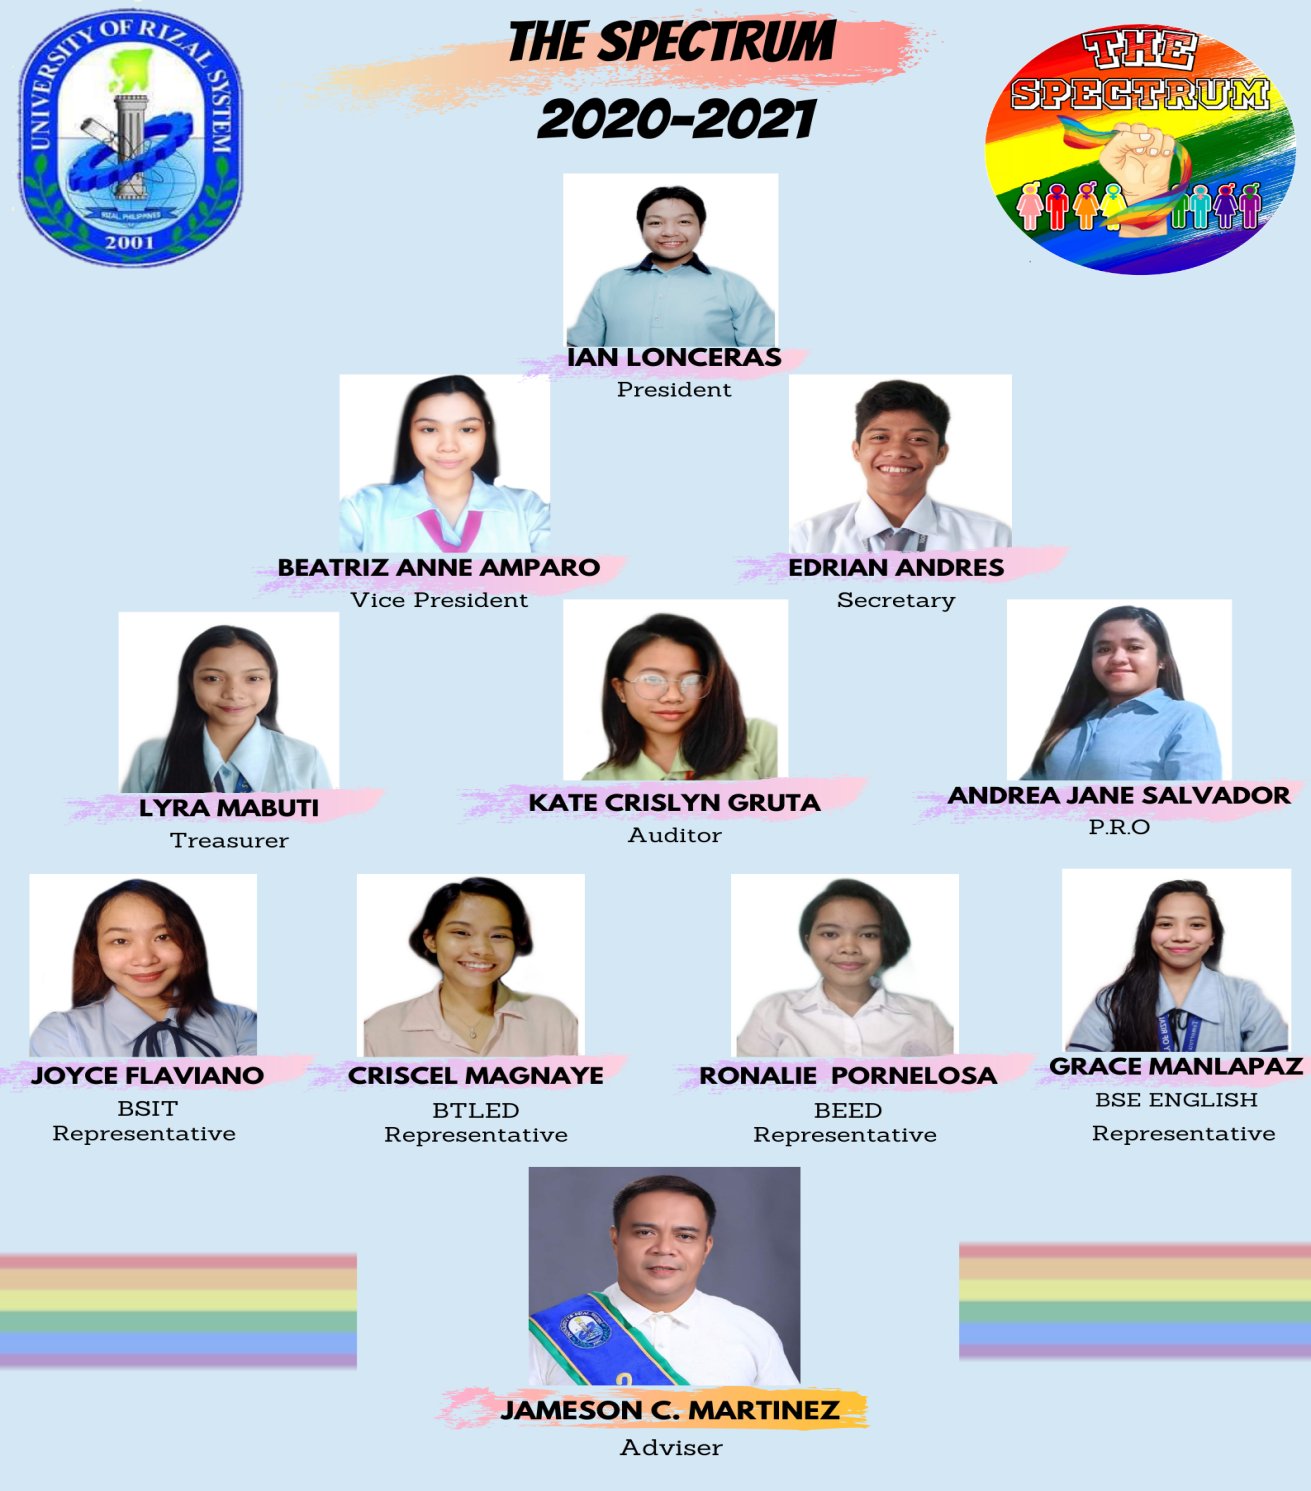 UNIVERSITY OF RIZAL SYSTEM
RIZAL, PHILIPPINES
2001
THE SPECTRUM
2020-2021
THE
SPECTRUM
IAN LONCERAS
President
BEATRIZ ANNE AMPARO
Vice President
EDRIAN ANDRES
Secretary
LYRA MABUTI
Treasurer
KATE CRISLYN GRUTA
Auditor
ANDREA JANE SALVADOR
P.R.O
JOYCE FLAVIANO
BSIT
Representative
CRISCEL MAGNAYE
BTLED
Representative
RONALIE PORNELOSA
BEED
Representative
GRACE MANLAPAZ
BSE ENGLISH
Representative
JAMESON C. MARTINEZ
Adviser